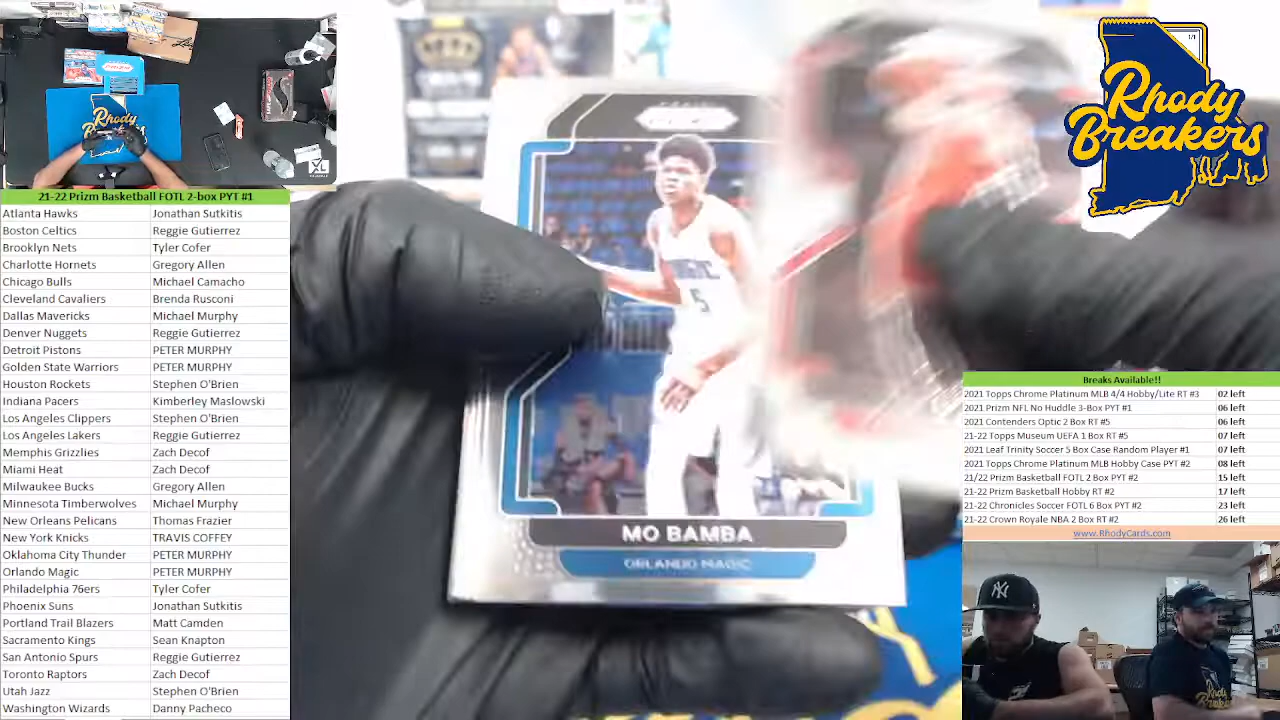 21-22 Prizm Basketball FOTL 2-box PYT #1
Atlanta Hawks Jonathan Sutkitis
Boston Celtics Reggie Gutierrez
Brooklyn Nets Tyler Cofer
Charlotte Hornets Gregory Allen
Chicago Bulls Michael Camacho
Cleveland Cavaliers Brenda Rusconi
Dallas Mavericks Michael Murphy
Denver Nuggets Reggie Gutierrez
Detroit Pistons PETER MURPHY
Golden State Warriors PETER MURPHY
Houston Rockets Stephen O'Brien
Indiana Pacers Kimberley Maslowski
Los Angeles Clippers Stephen O'Brien
Los Angeles Lakers Reggie Gutierrez
Memphis Grizzlies Zach Decof
Miami Heat Zach Decof
Milwaukee Bucks Gregory Allen
Minnesota Timberwolves Michael Murphy
New Orleans Pelicans Thomas Frazier
New York Knicks TRAVIS COFFEY
Oklahoma City Thunder PETER MURPHY
Orlando Magic PETER MURPHY
Philadelphia 76ers Tyler Cofer
Phoenix Suns Jonathan Sutkitis
Portland Trail Blazers Matt Camden
Sacramento Kings Sean Knapton
San Antonio Spurs Reggie Gutierrez
Toronto Raptors Zach Decof
Utah Jazz Stephen O'Brien
Washington Wizards Danny Pacheco
PRIZM
MAGIC
5
MO BAMBA
ORLANDO MAGIC
1/1
Rhody
Breakers
Breaks Available!!
2021 Topps Chrome Platinum MLB 4/4 Hobby/Lite RT #3 02 left
2021 Prizm NFL No Huddle 3-Box PYT #1 06 left
2021 Contenders Optic 2 Box RT #5 06 left
21-22 Topps Museum UEFA 1 Box RT #5 07 left
2021 Leaf Trinity Soccer 5 Box Case Random Player #1 07 left
2021 Topps Chrome Platinum MLB Hobby Case PYT #2 08 left
21/22 Prizm Basketball FOTL 2 Box PYT #2 15 left
21-22 Prizm Basketball Hobby RT #2 17 left
21-22 Chronicles Soccer FOTL 6 Box PYT #2 23 left
21-22 Crown Royale NBA 2 Box RT #2 26 left
www.RhodyCards.com